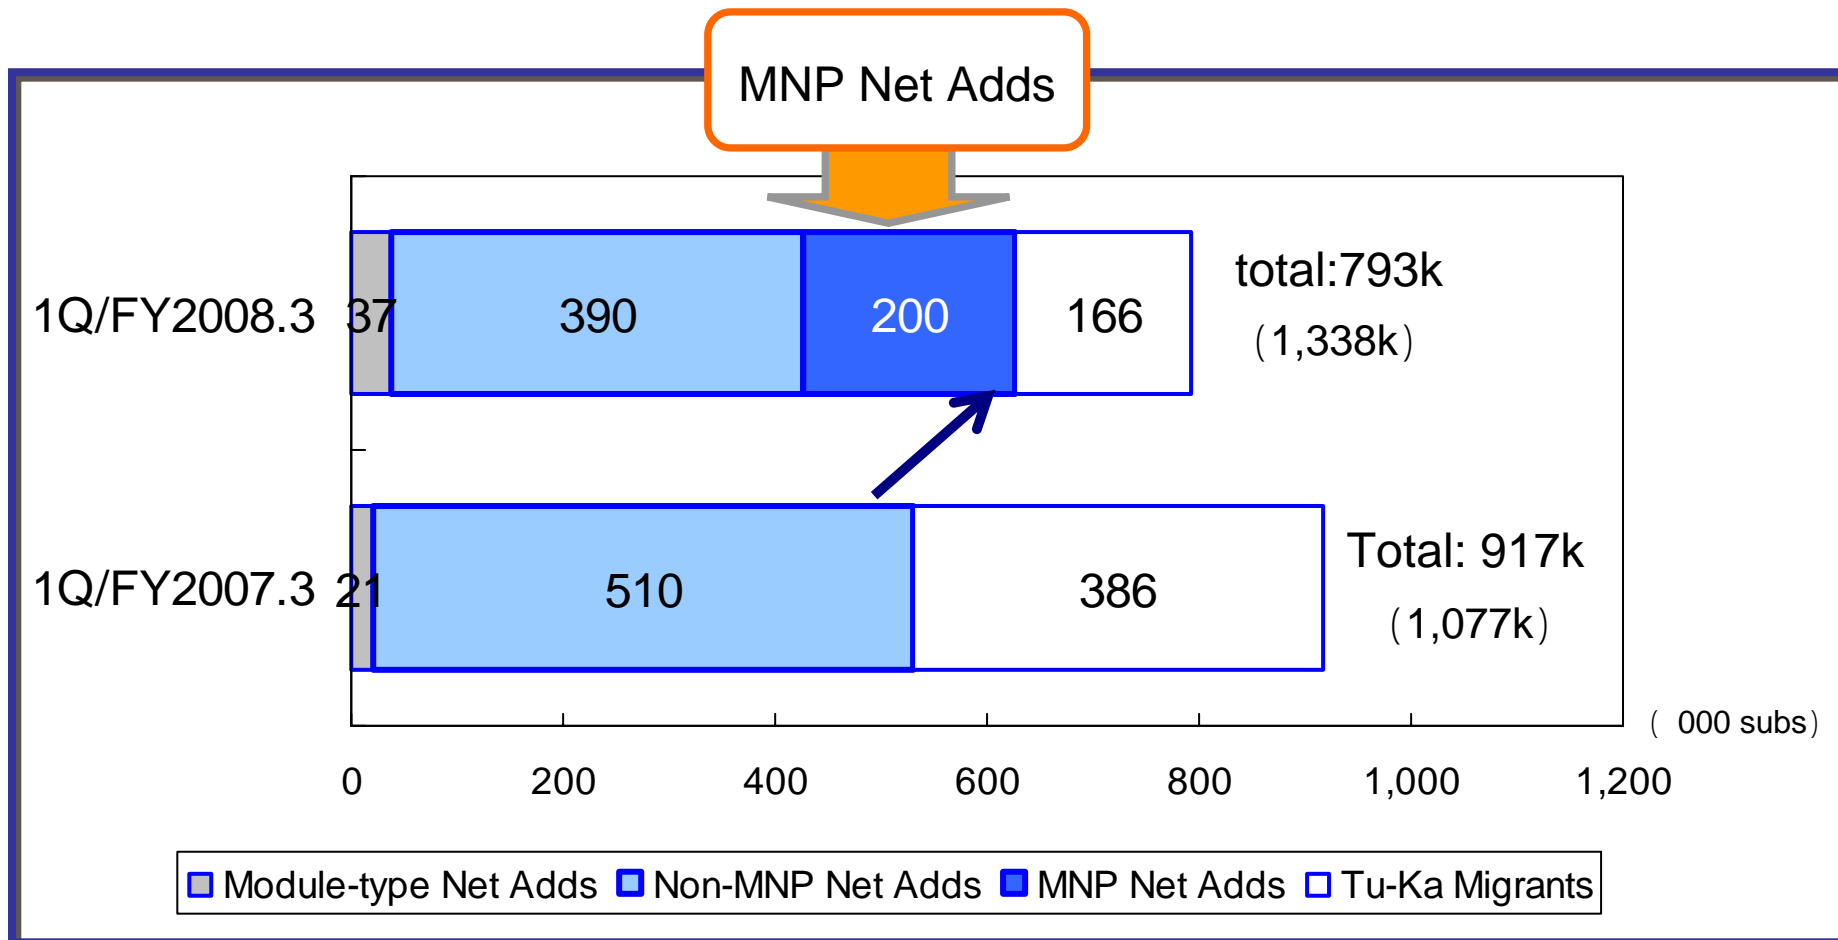 MNP Net Adds
1Q/FY2008.3
37
390
200
166
total:793k
(1,338k)
1Q/FY2007.3
21
510
386
Total: 917k
(1,077k)
( 000 subs)
0 200 400 600 800 1,000 1,200
Module-type Net Adds Non-MNP Net Adds MNP Net Adds Tu-Ka Migrants